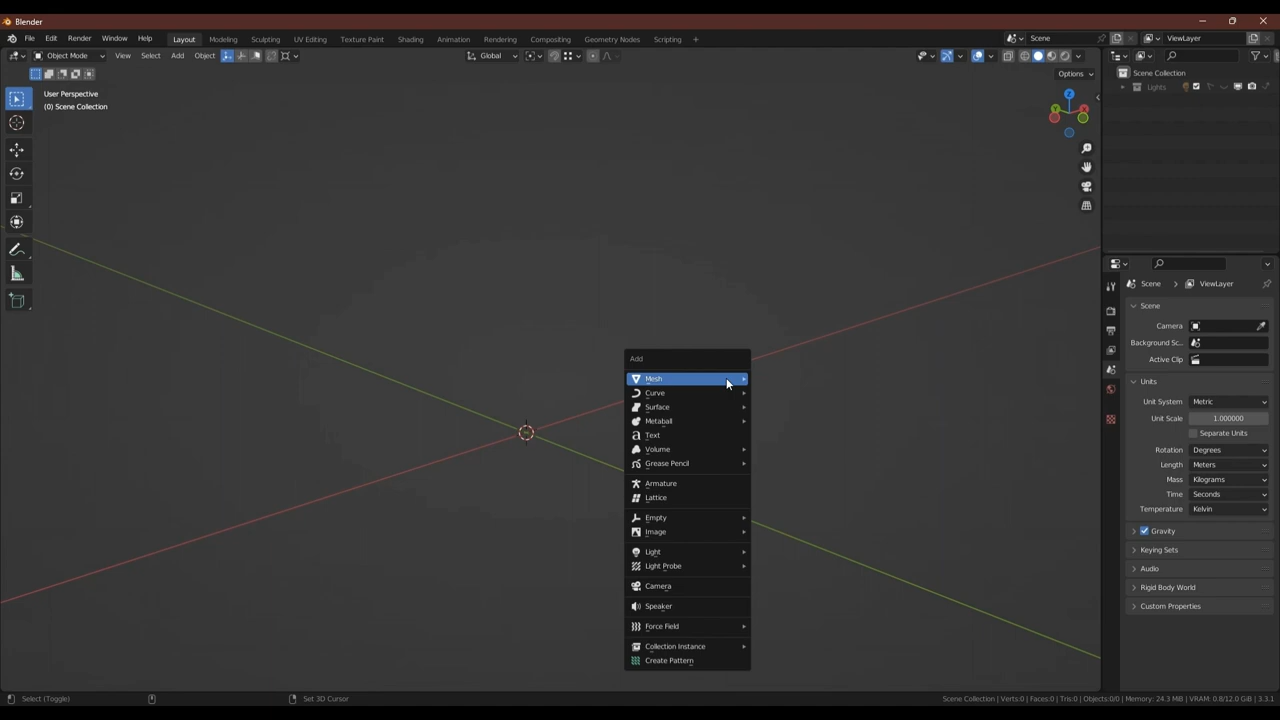 Blender
File Edit Render Window Help Layout Modeling Sculpting UV Editing Texture Paint Shading Animation Rendering Compositing Geometry Nodes Scripting + Scene ViewLayer
Object Mode View Select Add Object Global
Options
User Perspective
(0) Scene Collection
Z
Y X
Scene Collection
Lights
Scene > ViewLayer
Scene
Camera
Background Sc..
Active Clip
Units
Unit System Metric
Unit Scale 1.000000
Separate Units
Rotation Degrees
Length Meters
Mass Kilograms
Time Seconds
Temperature Kelvin
Gravity
Keying Sets
Audio
Rigid Body World
Custom Properties
Add
Mesh
Curve
Surface
Metaball
Text
Volume
Grease Pencil
Armature
Lattice
Empty
Image
Light
Light Probe
Camera
Speaker
Force Field
Collection Instance
Create Pattern
Select (Toggle) Set 3D Cursor Scene Collection | Verts:0 | Faces:0 | Tris:0 | Objects:0/0 | Memory: 24.3 MiB | VRAM: 0.8/12.0 GiB | 3.3.1